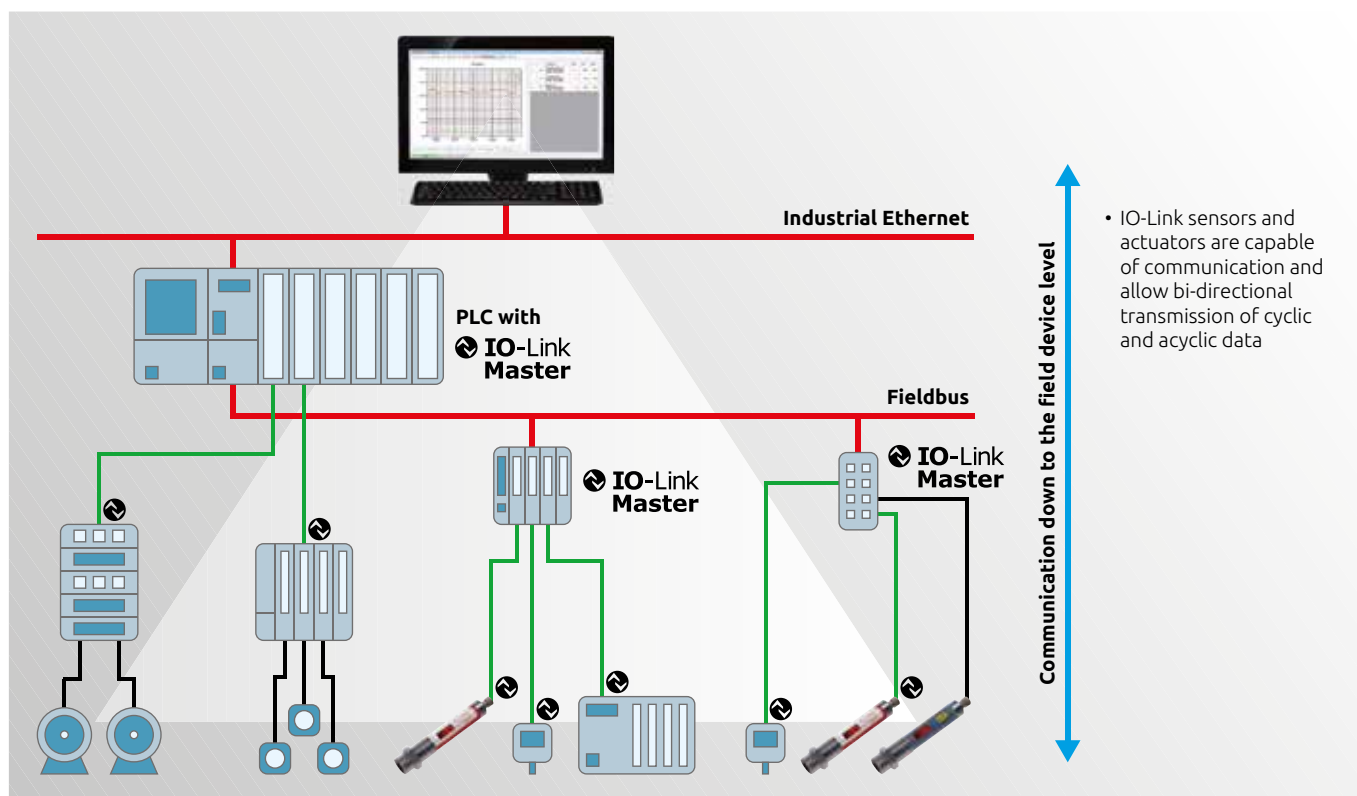 Industrial Ethernet
PLC with
IO-Link
Master
Fieldbus
IO-Link
Master
IO-Link
Master
Communication down to the field device level
• IO-Link sensors and
actuators are capable
of communication and
allow bi-directional
transmission of cyclic
and acyclic data